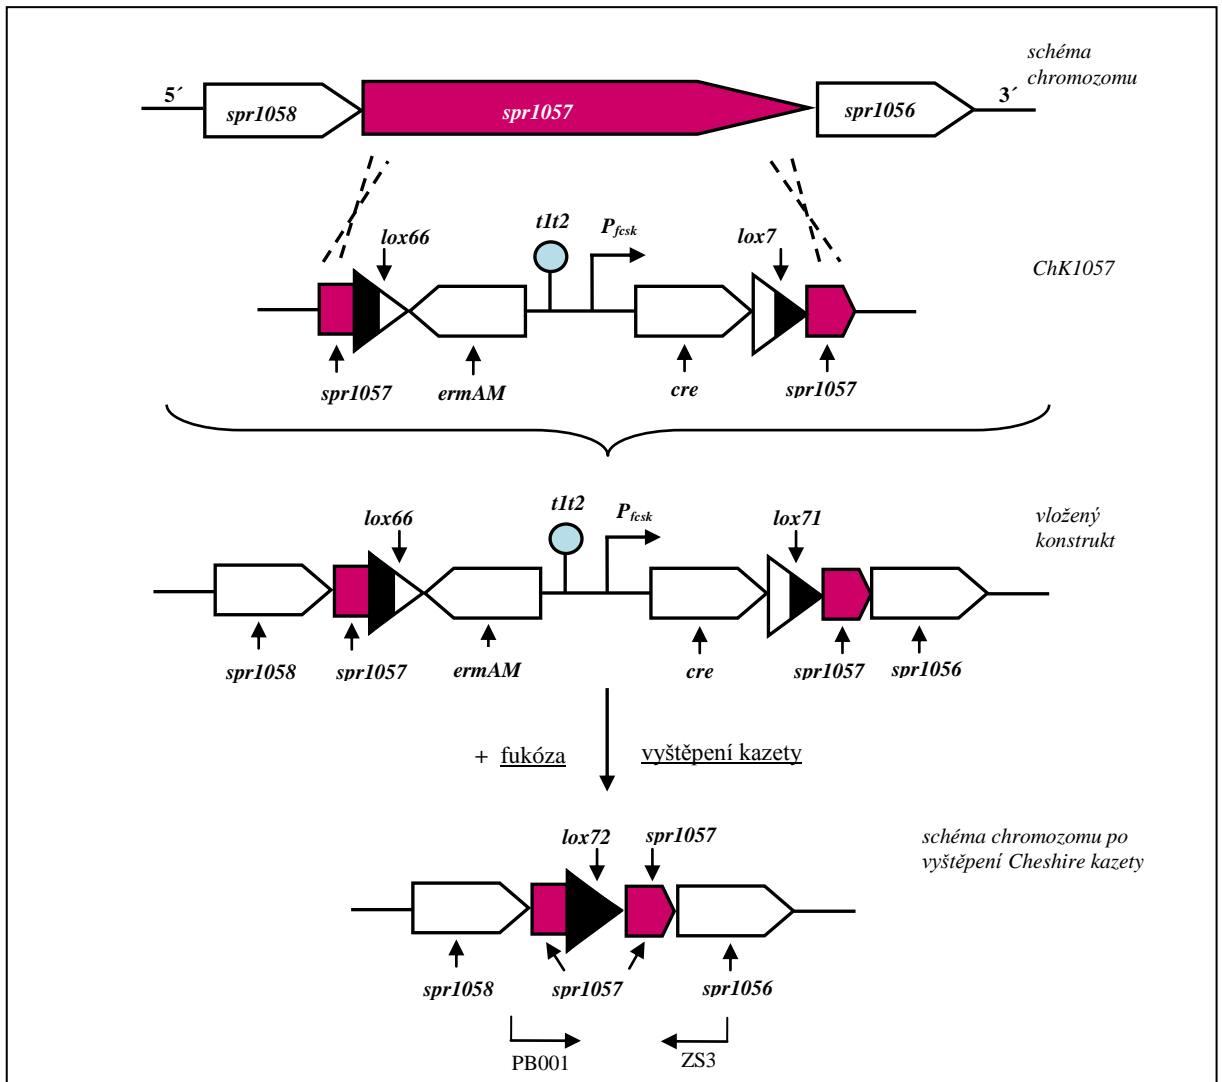 schéma
chromozomu
5´
3´
spr1058
spr1057
spr1056
t1t2
P_fcsk
lox66
lox7
ChK1057
spr1057
ermAM
cre
spr1057
t1t2
P_fcsk
lox66
lox71
vložený
konstrukt
spr1058
spr1057
ermAM
cre
spr1057
spr1056
+ fukóza
vyštěpení kazety
lox72
spr1057
schéma chromozomu po
vyštěpení Cheshire kazety
spr1058
spr1057
spr1056
PB001
ZS3